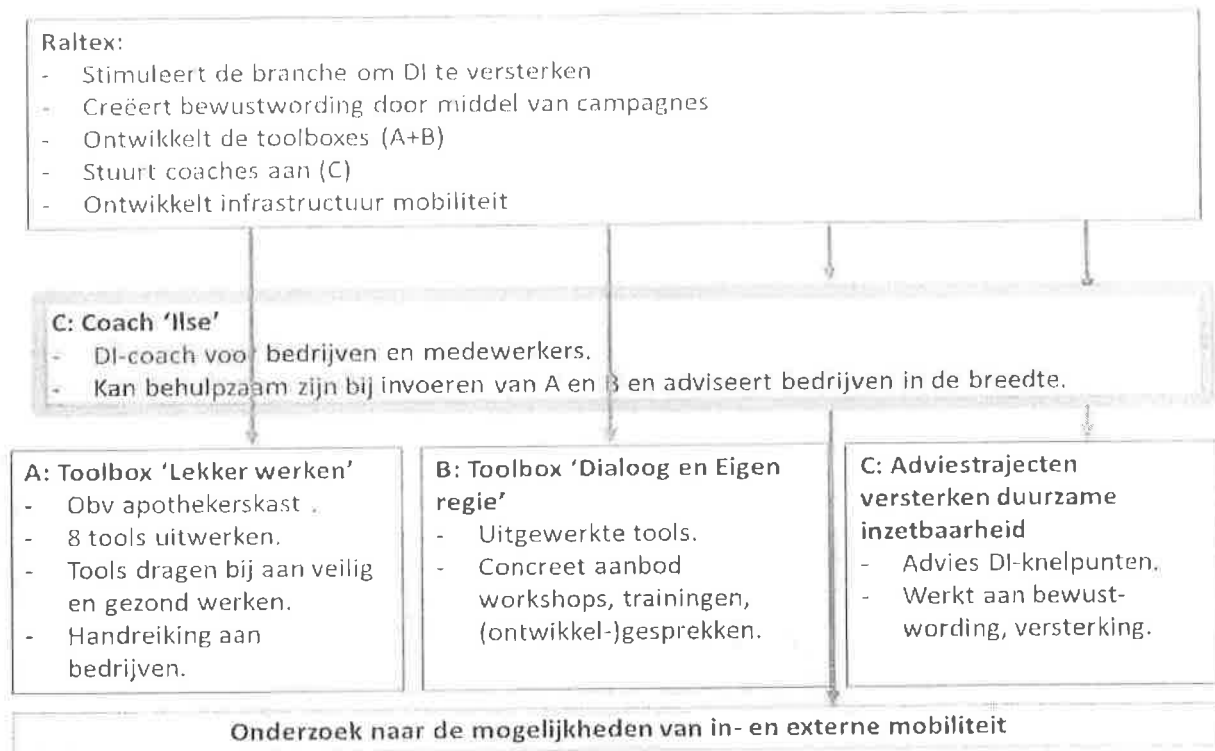 Raltex:
- Stimuleert de branche om DI te versterken
- Creëert bewustwording door middel van campagnes
- Ontwikkelt de toolboxes (A+B)
- Stuurt coaches aan (C)
- Ontwikkelt infrastructuur mobiliteit
C: Coach ‘Ilse’
- DI-coach voor bedrijven en medewerkers.
- Kan behulpzaam zijn bij invoeren van A en B en adviseert bedrijven in de breedte.
A: Toolbox ‘Lekker werken’
- Obv apothekerskast .
- 8 tools uitwerken.
- Tools dragen bij aan veilig
en gezond werken.
- Handreiking aan
bedrijven.
B: Toolbox ‘Dialoog en Eigen
regie’
- Uitgewerkte tools.
- Concreet aanbod
workshops, trainingen,
(ontwikkel-)gesprekken.
C: Adviestrajecten
versterken duurzame
inzetbaarheid
- Advies DI-knelpunten.
- Werkt aan bewust-
wording, versterking.
Onderzoek naar de mogelijkheden van in- en externe mobiliteit